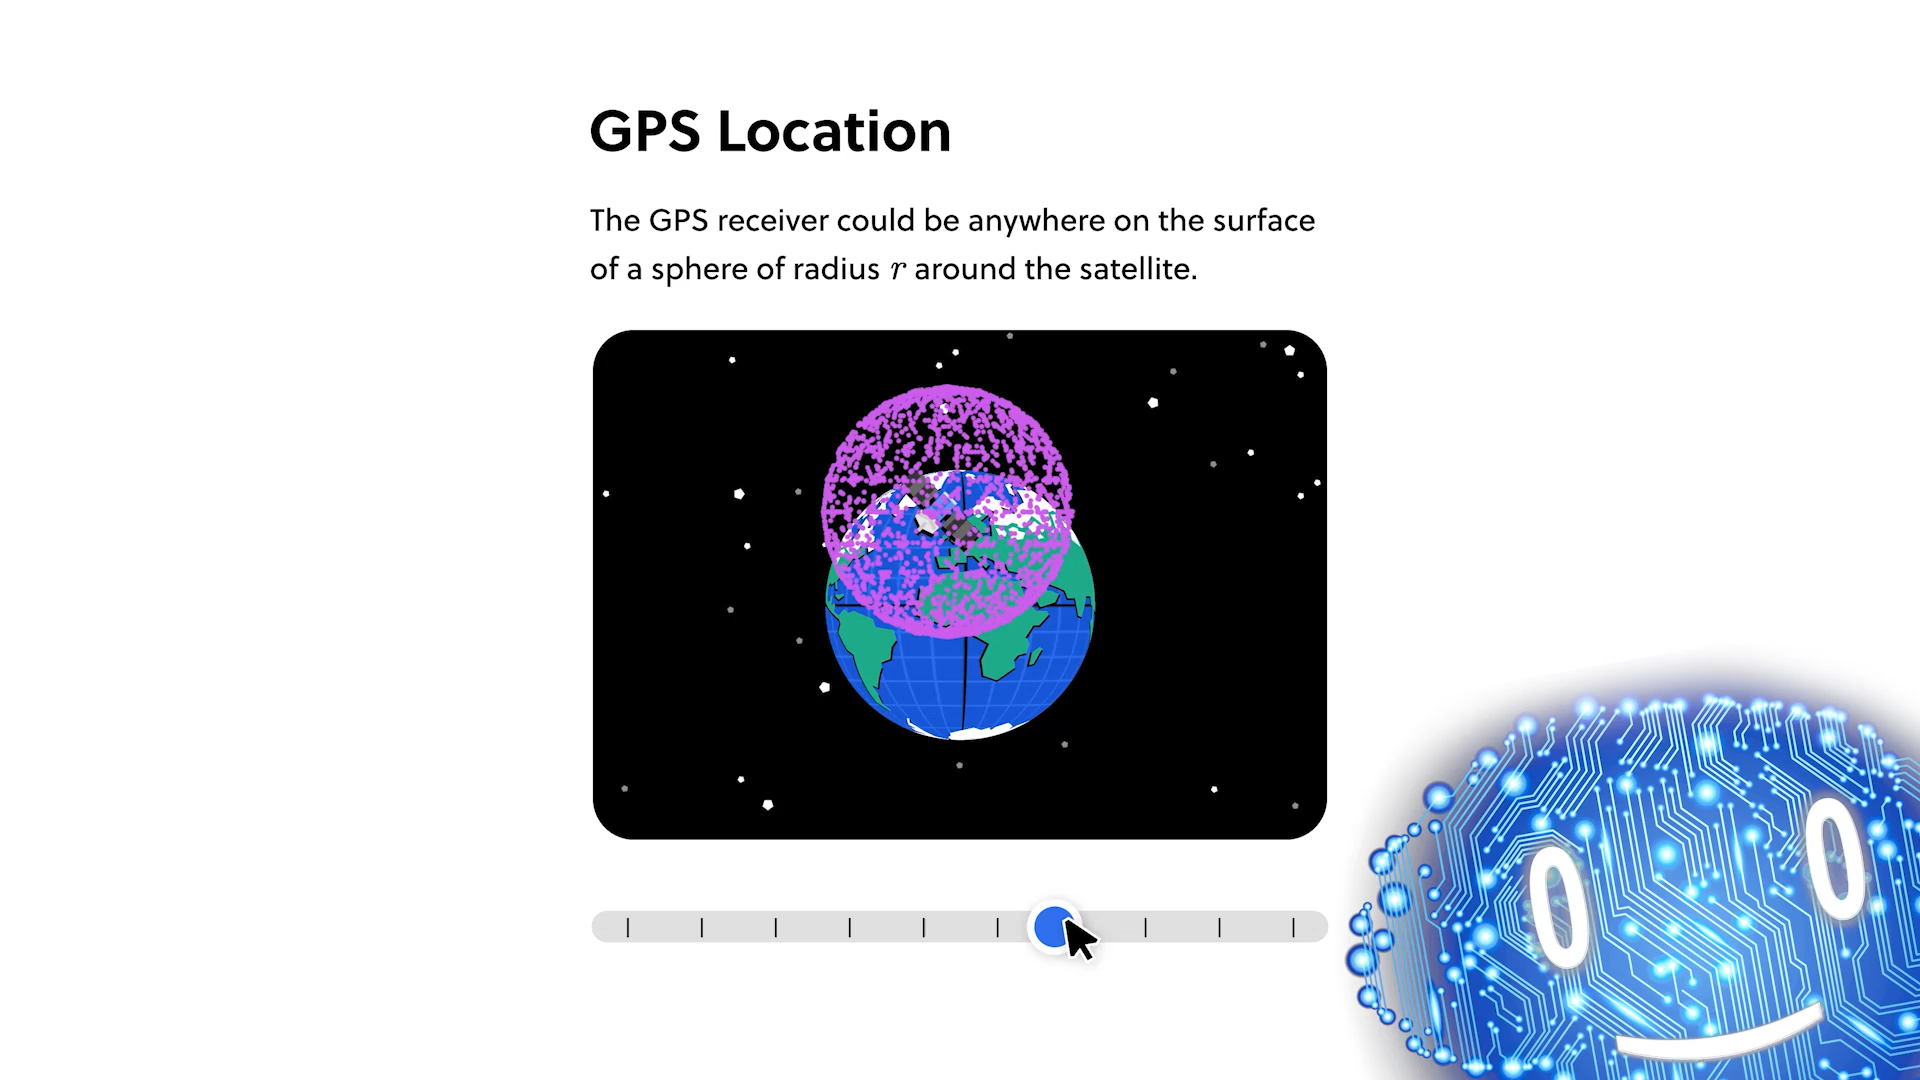 GPS Location
The GPS receiver could be anywhere on the surface
of a sphere of radius r around the satellite.